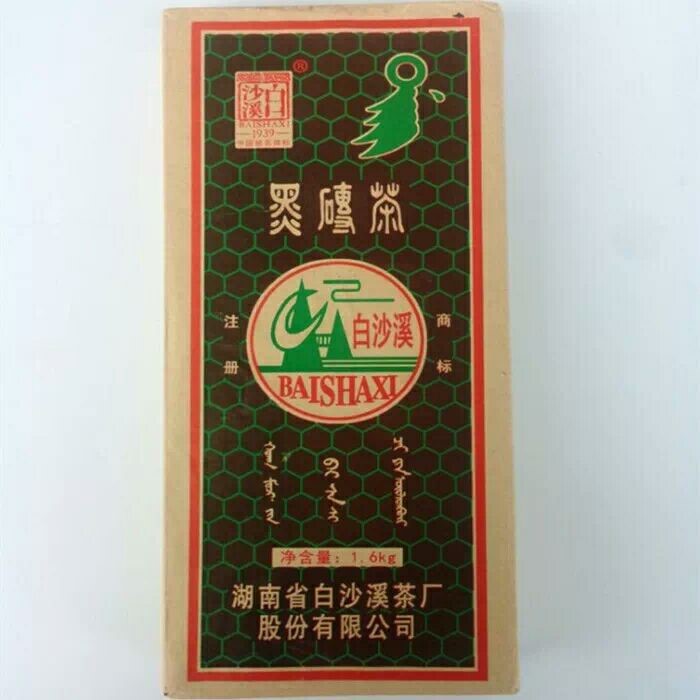 白沙溪
®
BAISHAXI
1939
黑磚茶
注册
商标
白沙溪
BAISHAXI
净含量：1.6kg
湖南省白沙溪茶厂
股份有限公司